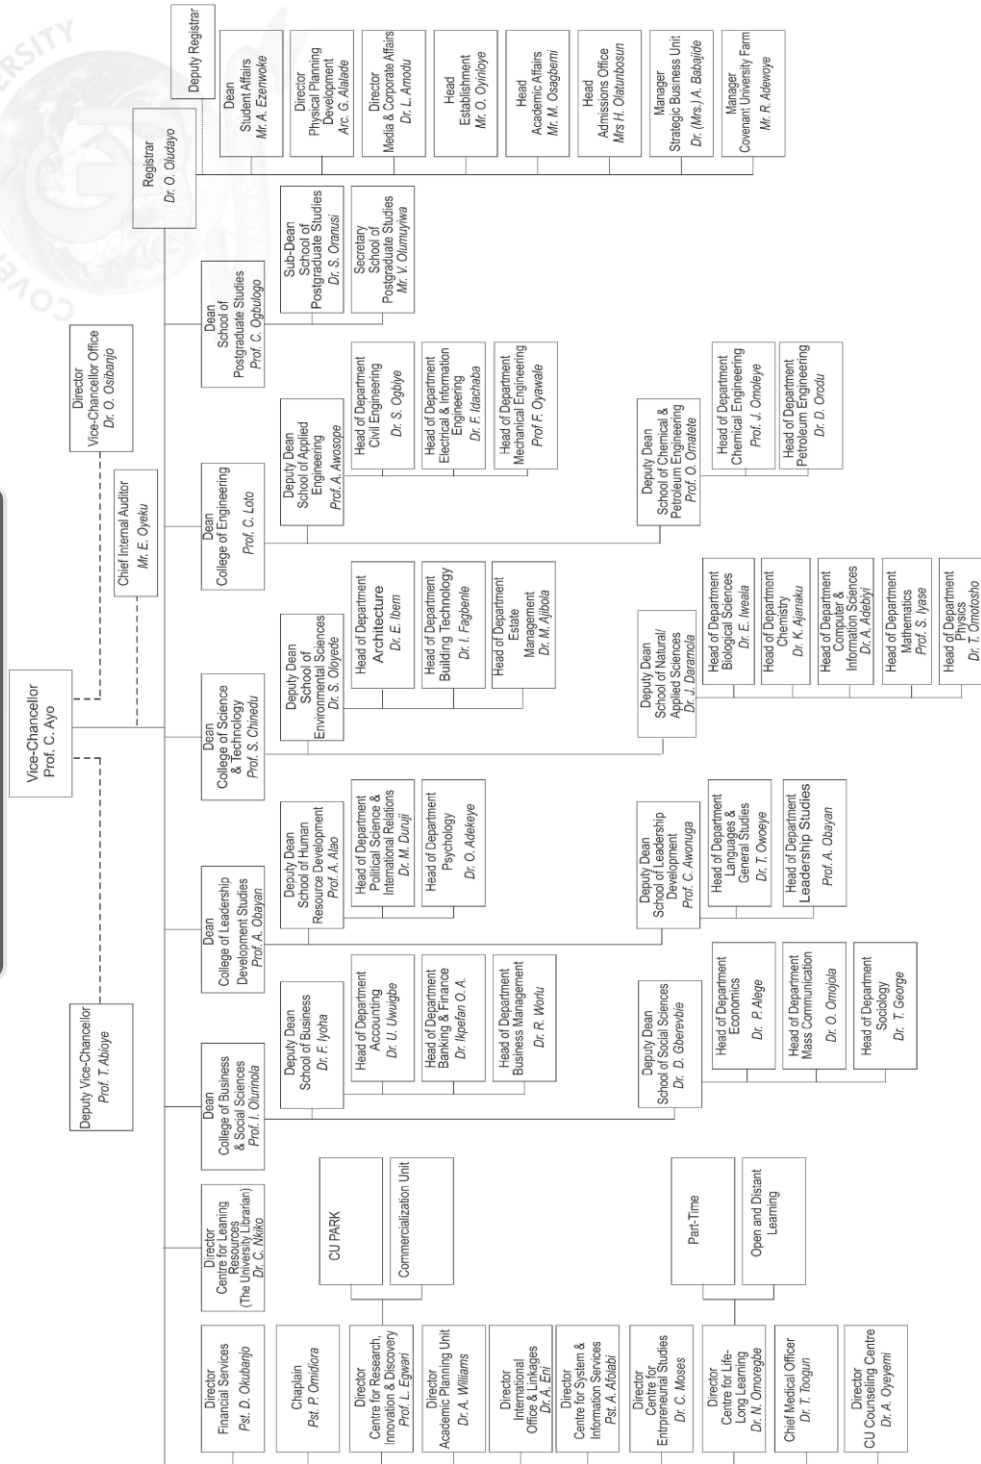 COVENANT UNIVERSITY
Vice-Chancellor
Prof. C. Ayo
Deputy Vice-Chancellor
Prof. T. Abioye
Director
Vice-Chancellor Office
Dr. O. Osibanjo
Chief Internal Auditor
Mr. E. Oyeku
Registrar
Dr. O. Oludayo
Deputy Registrar
Director
Financial Services
Pst. D. Okubanjo
Chaplain
Pst. P. Omidiora
Director
Centre for Research,
Innovation & Discovery
Prof. L. Egwari
Director
Academic Planning Unit
Dr. A. Williams
Director
International
Office & Linkages
Dr. A. Eni
Director
Centre for System &
Information Services
Pst. A. Afolabi
Director
Centre for
Entrpreneurial Studies
Dr. C. Moses
Director
Centre for Life-
Long Learning
Dr. N. Omoregbe
Chief Medical Officer
Dr. T. Toogun
Director
CU Counseling Centre
Dr. A. Oyeyemi
CU PARK
Commercialization Unit
Part-Time
Open and Distant
Learning
Director
Centre for Leaning
Resources
(The University Librarian)
Dr. C. Nkiko
Dean
College of Business
& Social Sciences
Prof. I. Olurinola
Deputy Dean
School of Business
Dr. F. Iyoha
Head of Department
Accounting
Dr. U. Uwuigbe
Head of Department
Banking & Finance
Dr. Ikpefan O. A.
Head of Department
Business Management
Dr. R. Worlu
Deputy Dean
School of Social Sciences
Dr. D. Gberevbie
Head of Department
Economics
Dr. P. Alege
Head of Department
Mass Communication
Dr. O. Omojola
Head of Department
Sociology
Dr. T. George
Dean
College of Leadership
Development Studies
Prof. A. Obayan
Deputy Dean
School of Human
Resource Development
Prof. A. Alao
Head of Department
Political Science &
International Relations
Dr. M. Duruji
Head of Department
Psychology
Dr. O. Adekeye
Deputy Dean
School of Leadership
Development
Prof. C. Awonuga
Head of Department
Languages &
General Studies
Dr. T. Owoeye
Head of Department
Leadership Studies
Prof. A. Obayan
Dean
College of Science
& Technology
Prof. S. Chinedu
Deputy Dean
School of
Environmental Sciences
Dr. S. Oloyede
Head of Department
Architecture
Dr. E. Ibem
Head of Department
Building Technology
Dr. I. Fagbenle
Head of Department
Estate
Management
Dr. M. Ajibola
Deputy Dean
School of Natural/
Applied Sciences
Dr. J. Daramola
Head of Department
Biological Sciences
Dr. E. Iweala
Head of Department
Chemistry
Dr. K. Ajanaku
Head of Department
Computer &
Information Sciences
Dr. A. Adebiyi
Head of Department
Mathematics
Prof. S. Iyase
Head of Department
Physics
Dr. T. Omotosho
Dean
College of Engineering
Prof. C. Loto
Deputy Dean
School of Applied
Engineering
Prof. A. Awosope
Head of Department
Civil Engineering
Dr. S. Ogbiye
Head of Department
Electrical & Information
Engineering
Dr. F. Idachaba
Head of Department
Mechanical Engineering
Prof F. Oyawale
Deputy Dean
School of Chemical &
Petroleum Engineering
Prof. O. Omatete
Head of Department
Chemical Engineering
Prof. J. Omoleye
Head of Department
Petroleum Engineering
Dr. D. Orodu
Dean
School of
Postgraduate Studies
Prof. C. Ogbulogo
Sub-Dean
School of
Postgraduate Studies
Dr. S. Oranusi
Secretary
School of
Postgraduate Studies
Mr. V. Olumuyiwa
Dean
Student Affairs
Mr. A. Ezenwoke
Director
Physical Planning
Development
Arc. G. Alalade
Director
Media & Corporate Affairs
Dr. L. Amodu
Head
Establishment
Mr. O. Oyinloye
Head
Academic Affairs
Mr. M. Osagbemi
Head
Admissions Office
Mrs H. Olatunbosun
Manager
Strategic Business Unit
Dr. (Mrs.) A. Babajide
Manager
Covenant University Farm
Mr. R. Adewoye